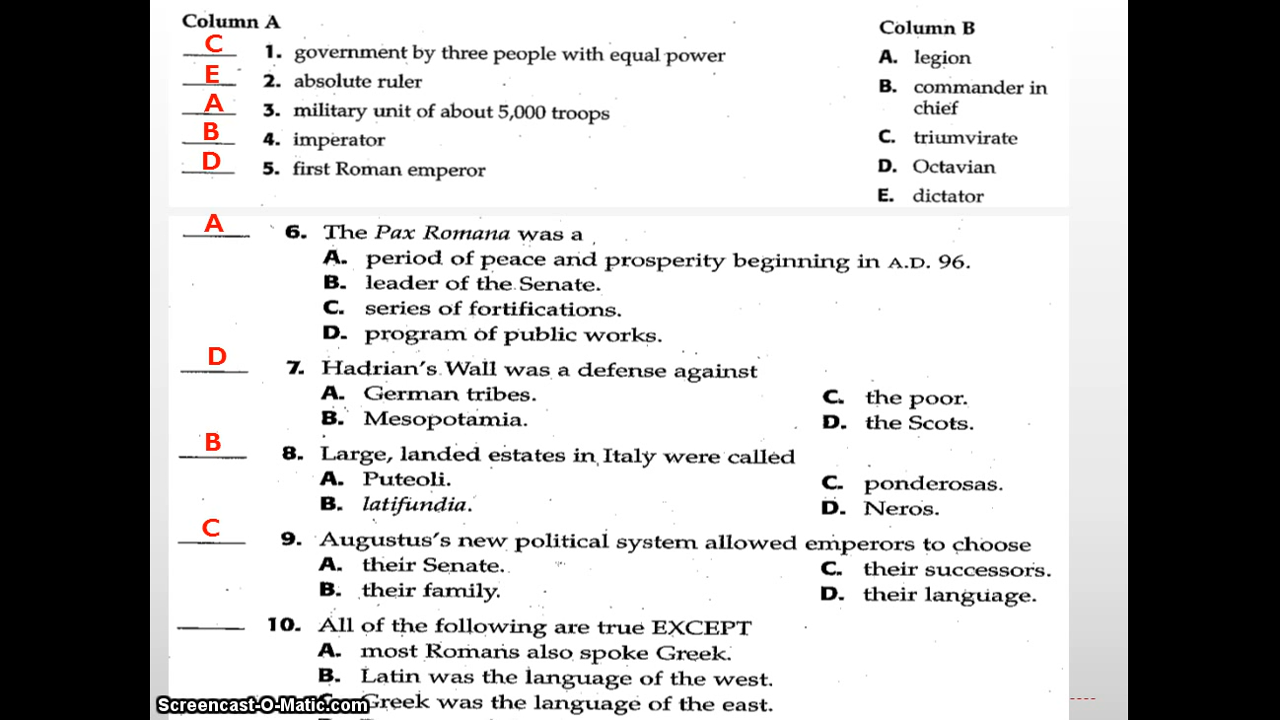 Column A
C 1. government by three people with equal power
E 2. absolute ruler
A 3. military unit of about 5,000 troops
B 4. imperator
D 5. first Roman emperor
Column B
A. legion
B. commander in
chief
C. triumvirate
D. Octavian
E. dictator
A 6. The Pax Romana was a
A. period of peace and prosperity beginning in A.D. 96.
B. leader of the Senate.
C. series of fortifications.
D. program of public works.
D 7. Hadrian's Wall was a defense against
A. German tribes. C. the poor.
B. Mesopotamia. D. the Scots.
B 8. Large, landed estates in Italy were called
A. Puteoli. C. ponderosas.
B. latifundia. D. Neros.
C 9. Augustus's new political system allowed emperors to choose
A. their Senate. C. their successors.
B. their family. D. their language.
10. All of the following are true EXCEPT
A. most Romans also spoke Greek.
B. Latin was the language of the west.
Greek was the language of the east.
Screencast-O-Matic.com